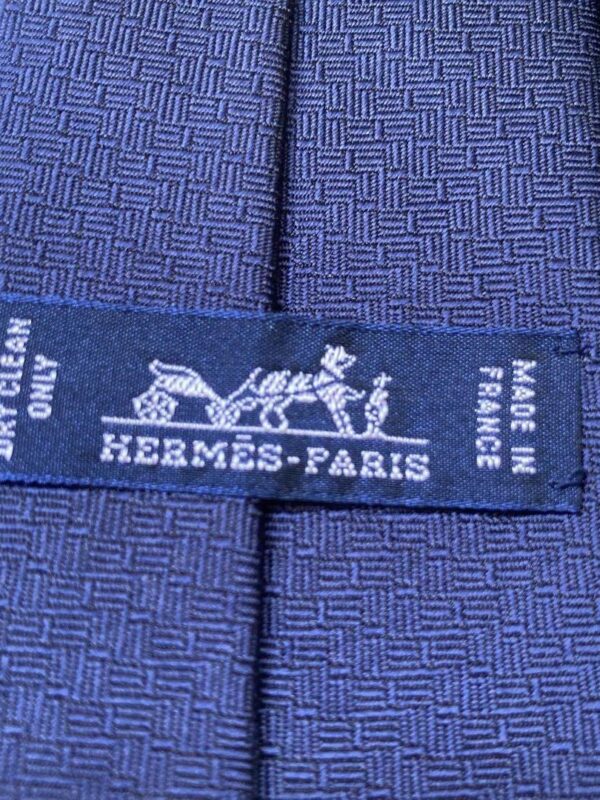 DRY CLEAN
ONLY
HERMÈS-PARIS
MADE IN
FRANCE